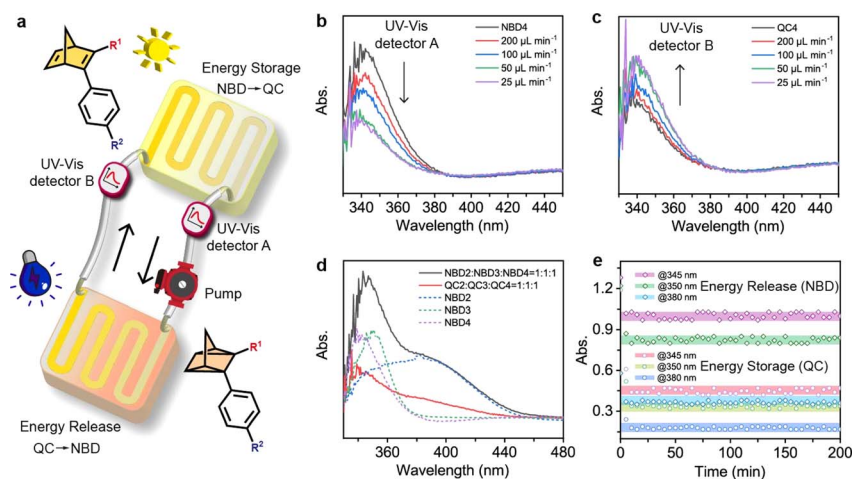 a
R¹
R²
Energy Storage
NBD→QC
UV-Vis
detector B
UV-Vis
detector A
Pump
R¹
R²
Energy Release
QC→NBD
b
UV-Vis
detector A
NBD4
200 µL min⁻¹
100 µL min⁻¹
50 µL min⁻¹
25 µL min⁻¹
Abs.
340 360 380 400 420 440
Wavelength (nm)
c
UV-Vis
detector B
QC4
200 µL min⁻¹
100 µL min⁻¹
50 µL min⁻¹
25 µL min⁻¹
Abs.
340 360 380 400 420 440
Wavelength (nm)
d
NBD2:NBD3:NBD4=1:1:1
QC2:QC3:QC4=1:1:1
NBD2
NBD3
NBD4
Abs.
360 400 440 480
Wavelength (nm)
e
@345 nm
@350 nm
@380 nm
Energy Release (NBD)
@345 nm
@350 nm
@380 nm
Energy Storage (QC)
Abs.
1.2
0.9
0.6
0.3
0 50 100 150 200
Time (min)